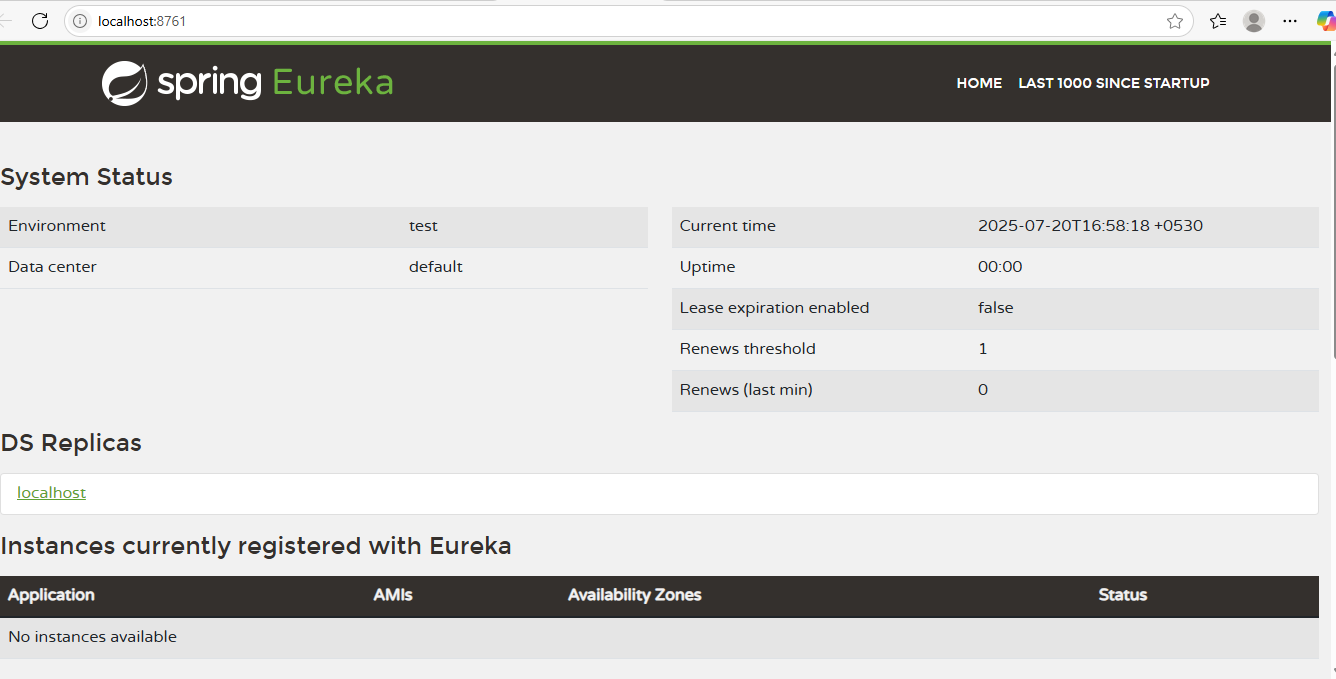 localhost:8761
spring Eureka
HOME LAST 1000 SINCE STARTUP
System Status
Environment test
Data center default
Current time 2025-07-20T16:58:18 +0530
Uptime 00:00
Lease expiration enabled false
Renews threshold 1
Renews (last min) 0
DS Replicas
localhost
Instances currently registered with Eureka
Application AMIs Availability Zones Status
No instances available